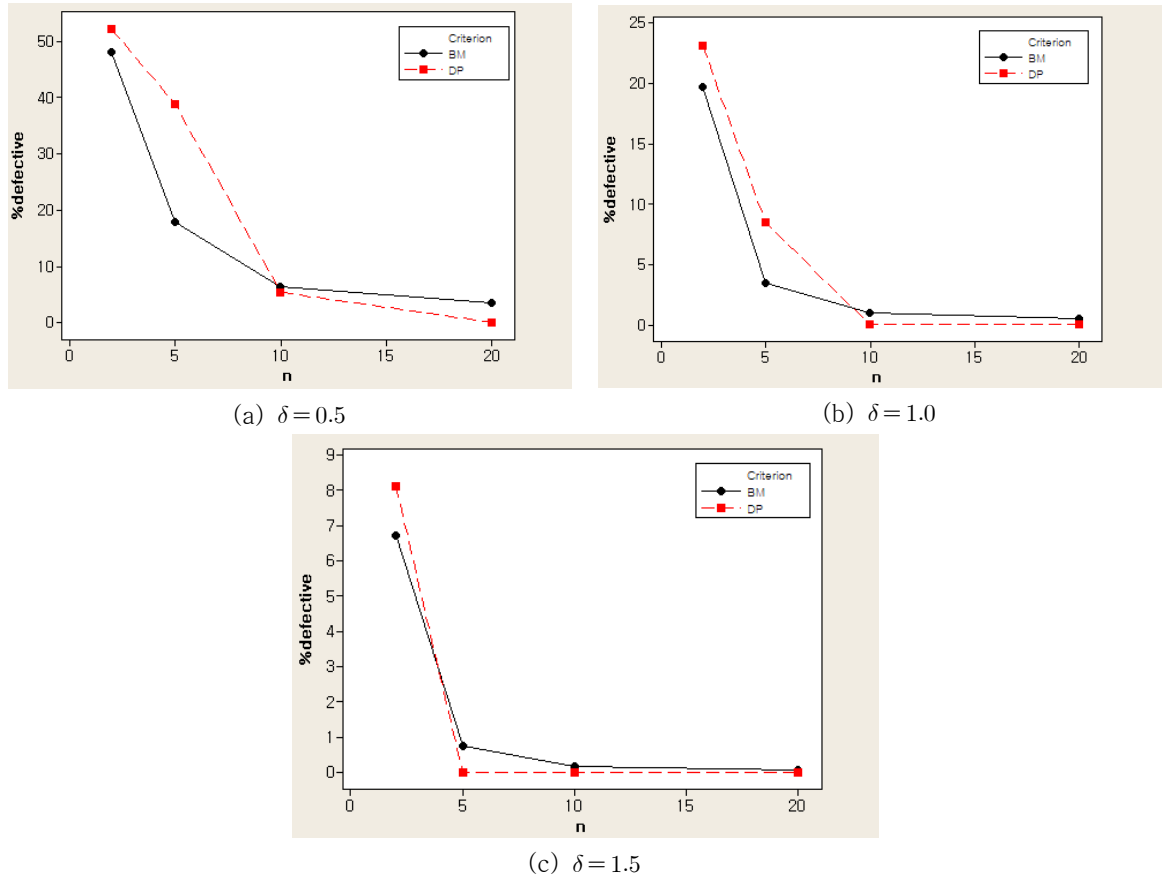 Criterion
BM
DP
50
40
30
20
10
0
%defective
0 5 10 15 20
n
(a) δ=0.5
Criterion
BM
DP
25
20
15
10
5
0
%defective
0 5 10 15 20
n
(b) δ=1.0
Criterion
BM
DP
9
8
7
6
5
4
3
2
1
0
%defective
0 5 10 15 20
n
(c) δ=1.5